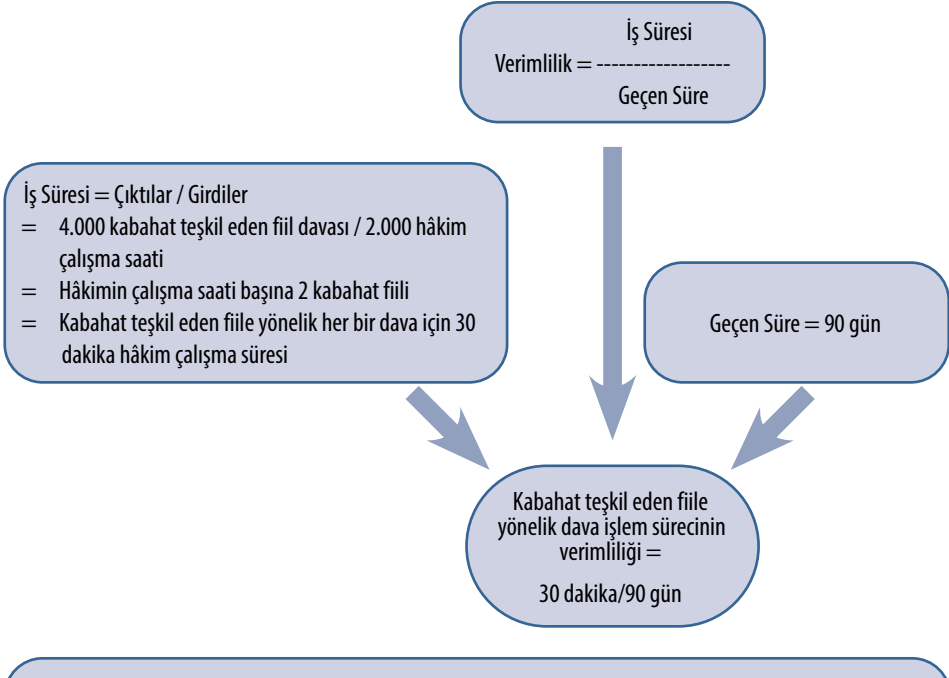 İş Süresi
Verimlilik = ------------------
Geçen Süre
İş Süresi = Çıktılar / Girdiler
= 4.000 kabahat teşkil eden fiil davası / 2.000 hâkim
çalışma saati
= Hâkimin çalışma saati başına 2 kabahat fiili
= Kabahat teşkil eden fiile yönelik her bir dava için 30
dakika hâkim çalışma süresi
Geçen Süre = 90 gün
Kabahat teşkil eden fiile
yönelik dava işlem sürecinin
verimliliği =
30 dakika/90 gün